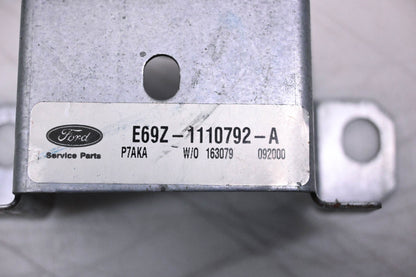 E69Z-1110792-A
Ford
P7AKA W/O 163079 092000
Service Parts